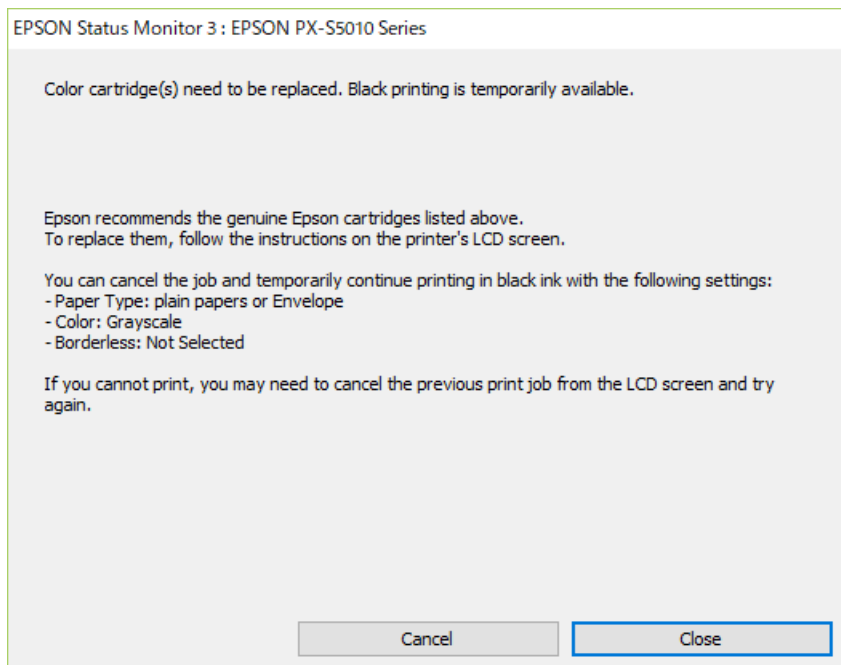 EPSON Status Monitor 3 : EPSON PX-S5010 Series
Color cartridge(s) need to be replaced. Black printing is temporarily available.
Epson recommends the genuine Epson cartridges listed above.
To replace them, follow the instructions on the printer's LCD screen.
You can cancel the job and temporarily continue printing in black ink with the following settings:
- Paper Type: plain papers or Envelope
- Color: Grayscale
- Borderless: Not Selected
If you cannot print, you may need to cancel the previous print job from the LCD screen and try
again.
Cancel
Close